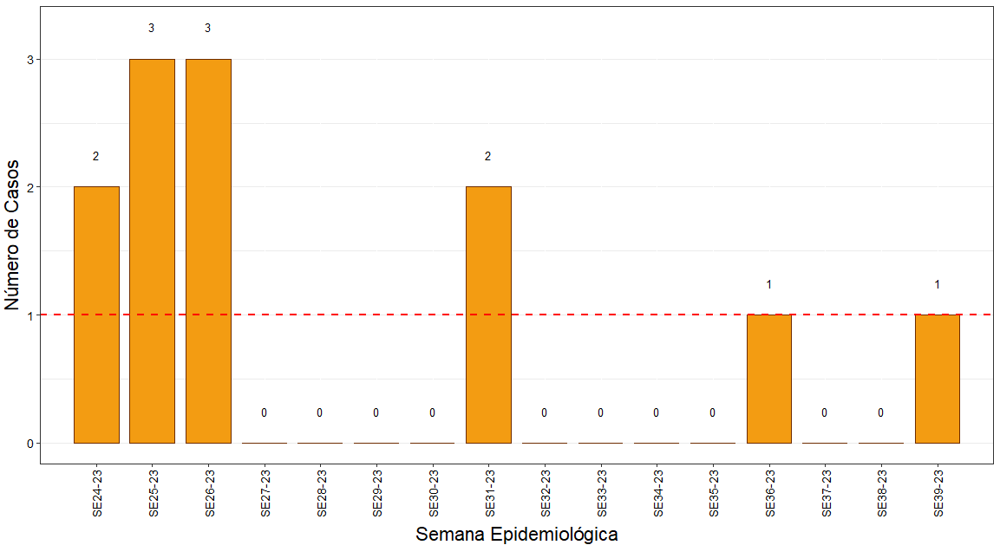 Número de Casos
3
2
1
0
2
3
3
0
0
0
0
2
0
0
0
0
1
0
0
1
SE24-23
SE25-23
SE26-23
SE27-23
SE28-23
SE29-23
SE30-23
SE31-23
SE32-23
SE33-23
SE34-23
SE35-23
SE36-23
SE37-23
SE38-23
SE39-23
Semana Epidemiológica